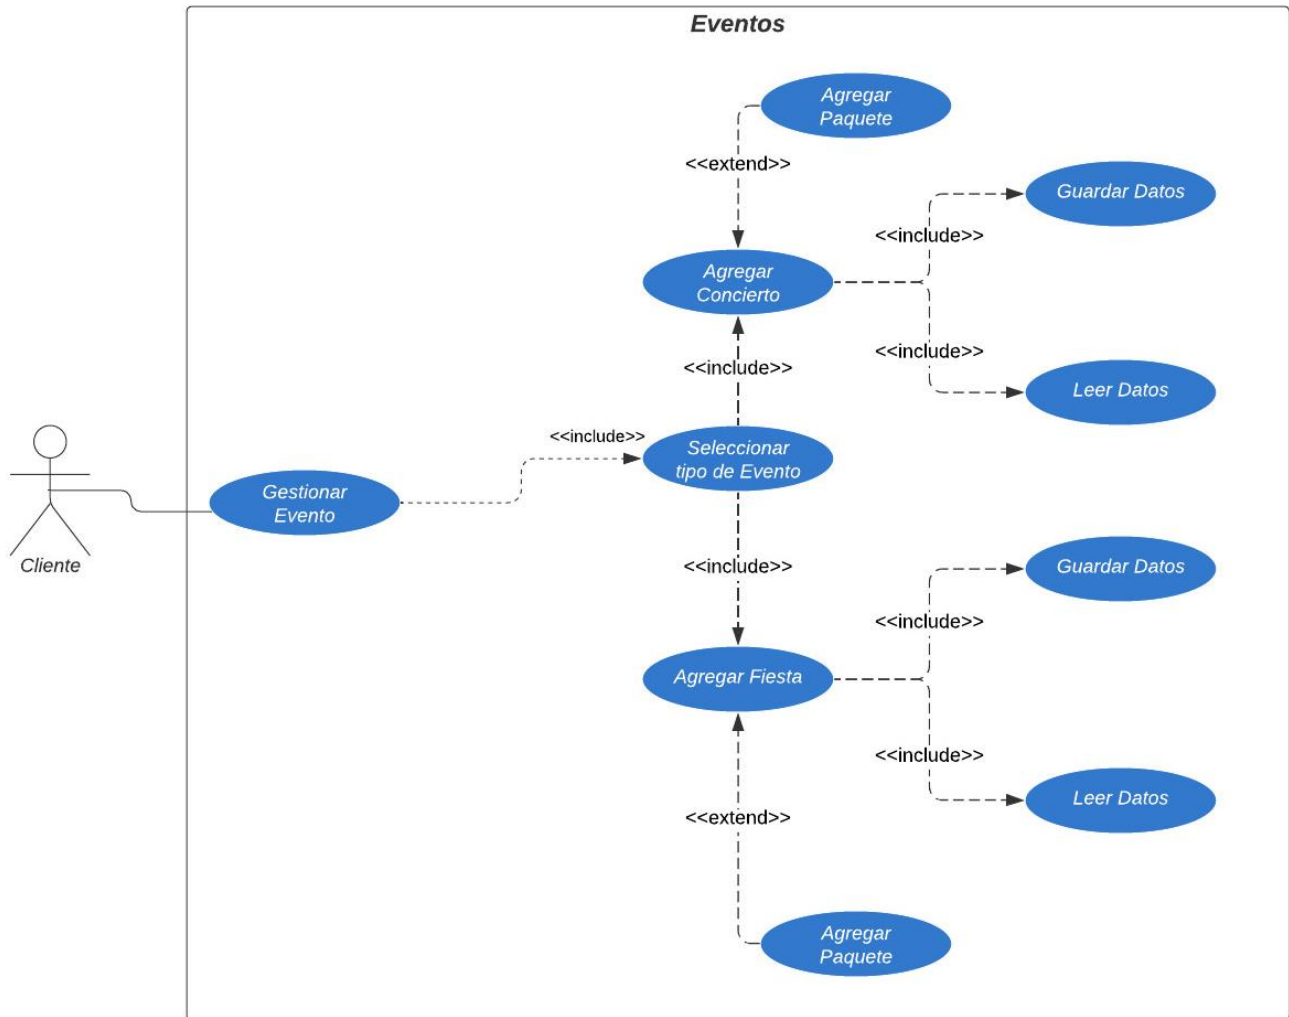 Eventos
Agregar
Paquete
<<extend>>
Guardar Datos
<<include>>
Agregar
Concierto
<<include>>
<<include>>
Leer Datos
<<include>>
Seleccionar
tipo de Evento
Gestionar
Evento
Cliente
<<include>>
Guardar Datos
<<include>>
Agregar Fiesta
<<include>>
Leer Datos
<<extend>>
Agregar
Paquete